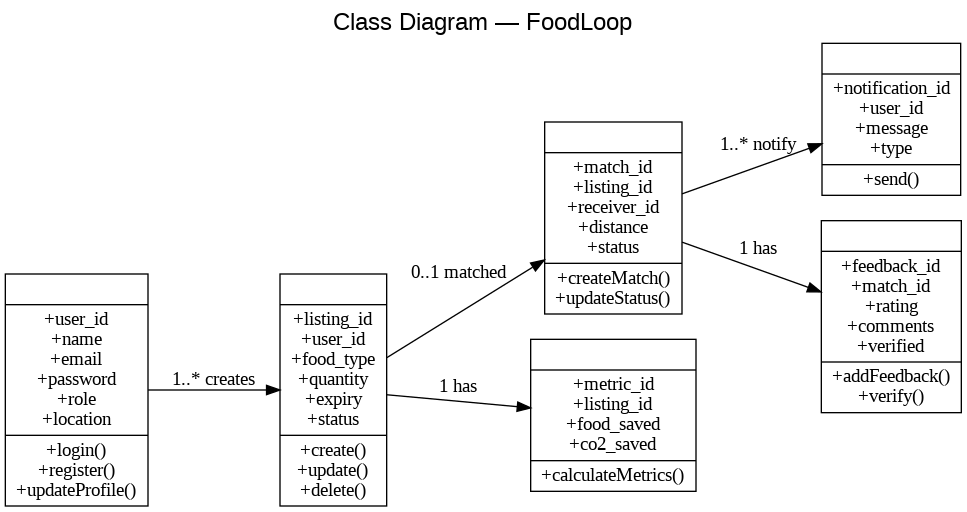 Class Diagram — FoodLoop
+user_id
+name
+email
+password
+role
+location
+login()
+register()
+updateProfile()
1..* creates
+listing_id
+user_id
+food_type
+quantity
+expiry
+status
+create()
+update()
+delete()
0..1 matched
1 has
+match_id
+listing_id
+receiver_id
+distance
+status
+createMatch()
+updateStatus()
+metric_id
+listing_id
+food_saved
+co2_saved
+calculateMetrics()
1..* notify
1 has
+notification_id
+user_id
+message
+type
+send()
+feedback_id
+match_id
+rating
+comments
+verified
+addFeedback()
+verify()